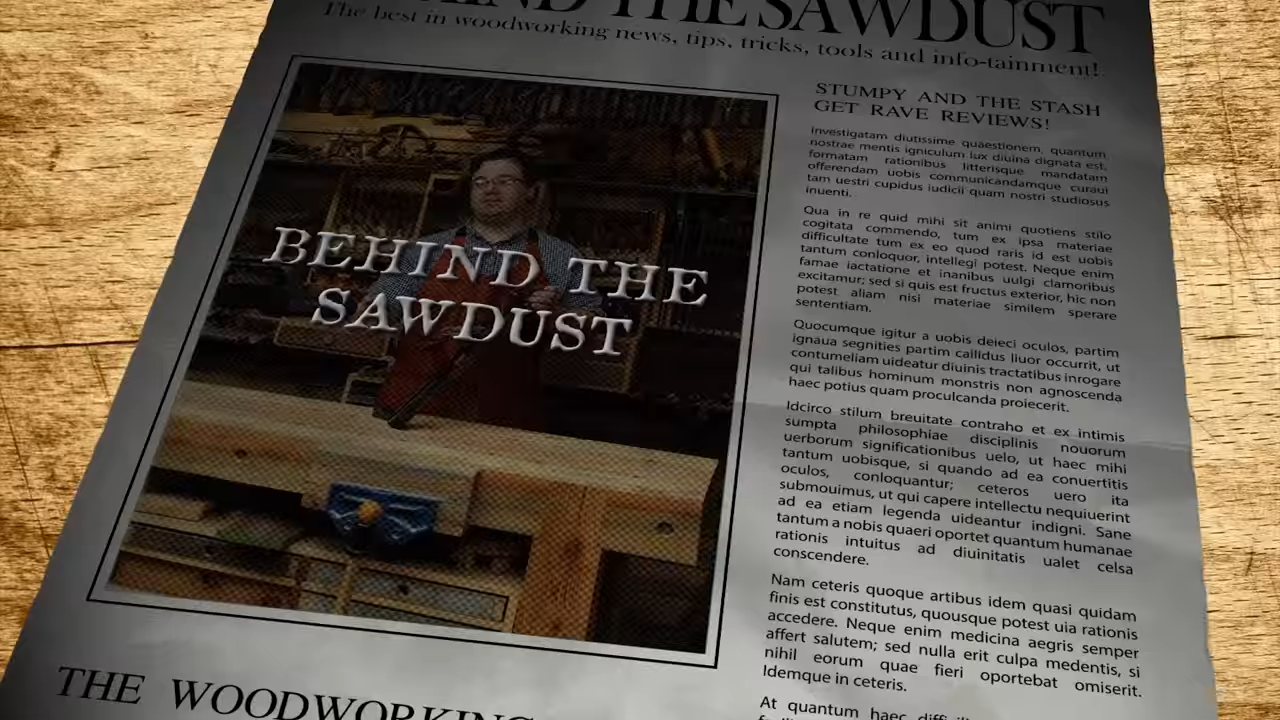 THE SAWDUST
The best in woodworking news, tips, tricks, tools and info-tainment!
BEHIND THE
SAWDUST
STUMPY AND THE STASH
GET RAVE REVIEWS!
Investigatam diutissime quaestionem, quantum
nostrae mentis igniculum lux diuina dignata est,
formatam rationibus litterisque mandatam
offerendam uobis communicandamque curaui
tam uestri cupidus iudicii quam nostri studiosus
inuenti.
Qua in re quid mihi sit animi quotiens stilo
cogitata commendo, tum ex ipsa materiae
difficultate tum ex eo quod raris id est uobis
tantum conloquor, intellegi potest. Neque enim
famae iactatione et inanibus uulgi clamoribus
excitamur; sed si quis est fructus exterior, hic non
potest aliam nisi materiae similem sperare
sententiam.
Quocumque igitur a uobis deieci oculos, partim
ignaua segnities partim callidus liuor occurrit, ut
contumeliam uideatur diuinis tractatibus inrogare
qui talibus hominum monstris non agnoscenda
haec potius quam proculcanda proiecerit.
Idcirco stilum breuitate contraho et ex intimis
sumpta philosophiae disciplinis nouorum
uerborum significationibus uelo, ut haec mihi
tantum uobisque, si quando ad ea conuertitis
oculos, conloquantur; ceteros uero ita
submouimus, ut qui capere intellectu nequiuerint
ad ea etiam legenda uideantur indigni. Sane
tantum a nobis quaeri oportet quantum humanae
rationis intuitus ad diuinitatis ualet celsa
conscendere.
Nam ceteris quoque artibus idem quasi quidam
finis est constitutus, quousque potest uia rationis
accedere. Neque enim medicina aegris semper
affert salutem; sed nulla erit culpa medentis, si
nihil eorum quae fieri oportebat omiserit.
Idemque in ceteris.
At quantum haec
THE WOODWORKING